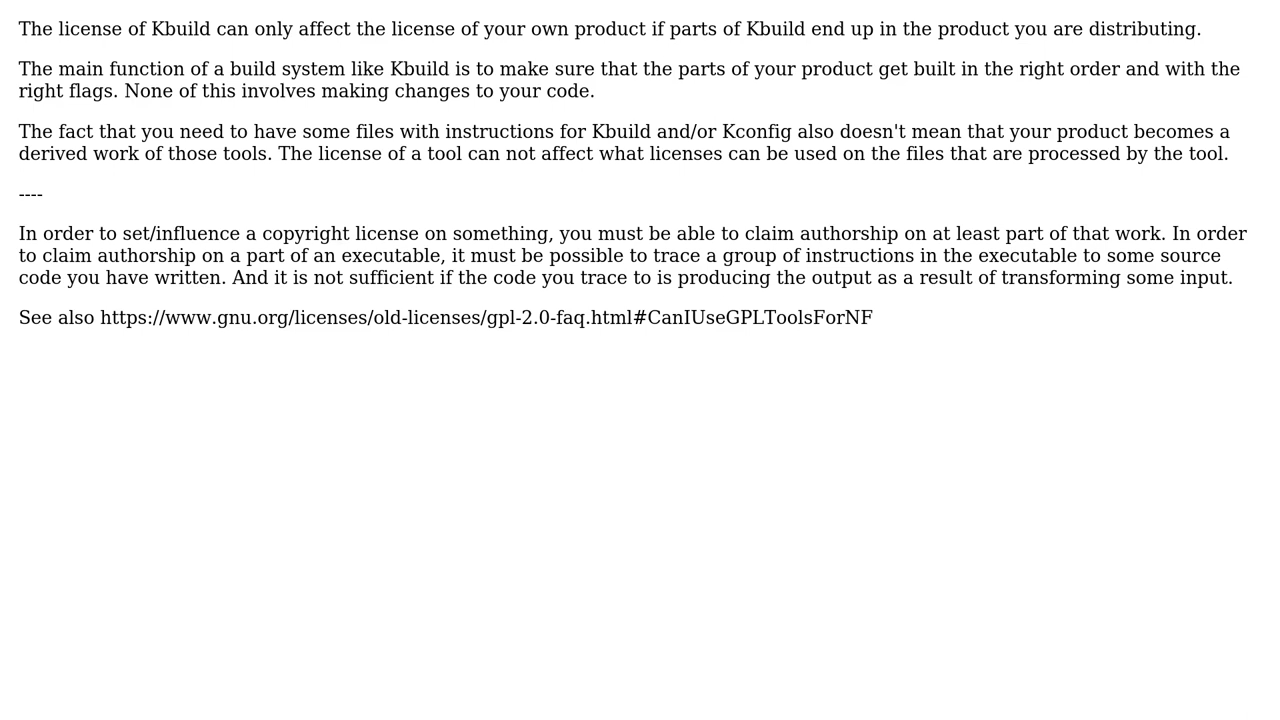 The license of Kbuild can only affect the license of your own product if parts of Kbuild end up in the product you are distributing.
The main function of a build system like Kbuild is to make sure that the parts of your product get built in the right order and with the
right flags. None of this involves making changes to your code.
The fact that you need to have some files with instructions for Kbuild and/or Kconfig also doesn't mean that your product becomes a
derived work of those tools. The license of a tool can not affect what licenses can be used on the files that are processed by the tool.
----
In order to set/influence a copyright license on something, you must be able to claim authorship on at least part of that work. In order
to claim authorship on a part of an executable, it must be possible to trace a group of instructions in the executable to some source
code you have written. And it is not sufficient if the code you trace to is producing the output as a result of transforming some input.
See also https://www.gnu.org/licenses/old-licenses/gpl-2.0-faq.html#CanIUseGPLToolsForNF